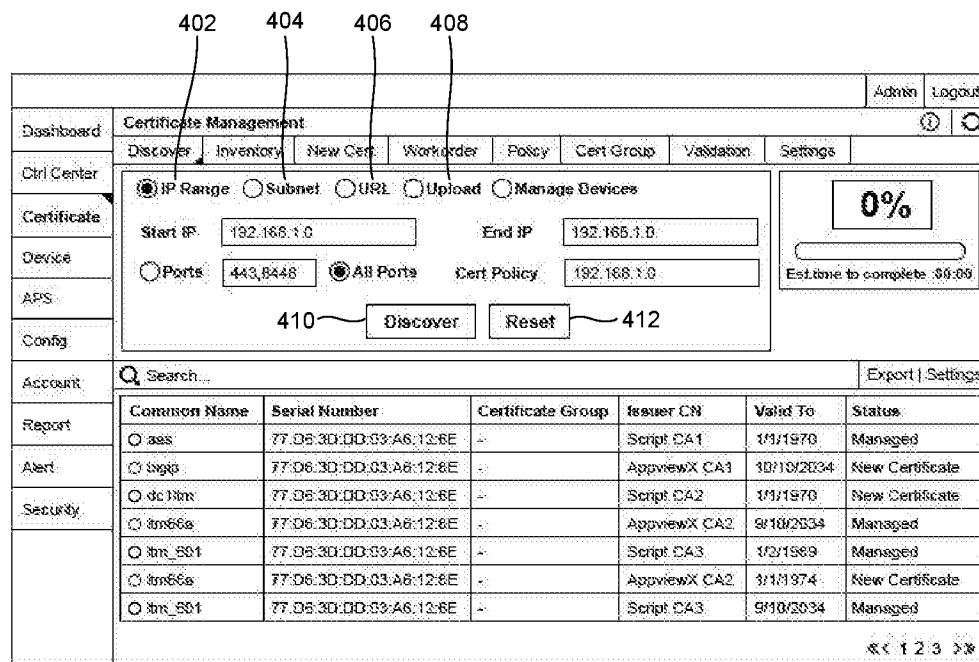 402 404 406 408
Admin Logout
Dashboard
Ctrl Center
Certificate
Device
APS
Config
Account
Report
Alert
Security
Certificate Management
Discover Inventory New Cert. Workorder Policy Cert Group Validation Settings
IP Range Subnet URL Upload Manage Devices
Start IP 192.168.1.0 End IP 192.168.1.0
Ports 443,8448 All Ports Cert Policy 192.168.1.0
410 Discover Reset 412
0%
Est.time to complete :00:00
Search... Export | Settings
Common Name Serial Number Certificate Group Issuer CN Valid To Status
aas 77:D6:3D:DD:03:A6:12:6E - Script CA1 1/1/1970 Managed
bigip 77:D6:3D:DD:03:A6:12:8E - AppviewX CA1 10/10/2034 New Certificate
77:D6:3D:DD:03:A6:12:6E - Script CA2 1/1/1970 New Certificate
ltm66a 77:D6:3D:DD:03:A6:12:8E - AppviewX CA2 9/10/2034 Managed
ltm_601 77:D6:3D:DD:03:A6:12:6E - Script CA3 1/2/1969 Managed
ltm66a 77:D6:3D:DD:03:A6:12:8E - AppviewX CA2 1/1/1974 New Certificate
ltm_601 77:D6:3D:DD:03:A6:12:6E - Script CA3 9/10/2034 Managed
<< 1 2 3 >>